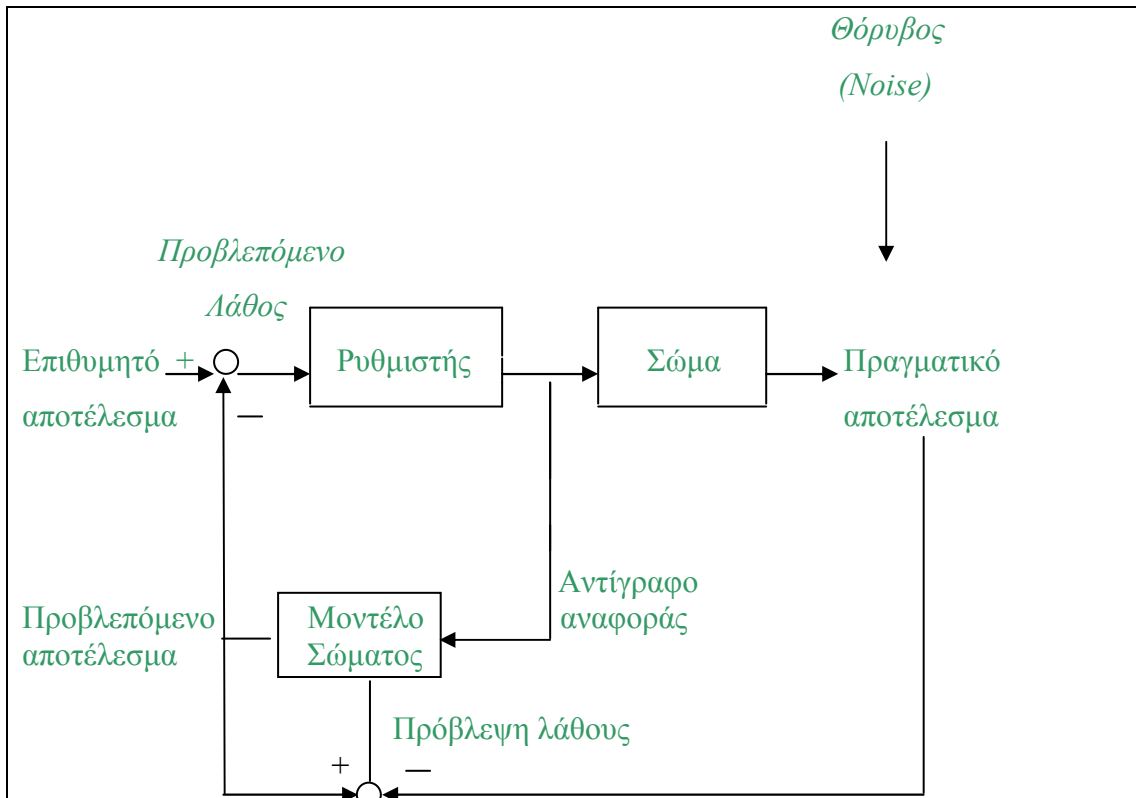 Θόρυβος
(Noise)
Προβλεπόμενο
Λάθος
Επιθυμητό +
αποτέλεσμα
–
Ρυθμιστής
Σώμα
Πραγματικό
αποτέλεσμα
Προβλεπόμενο
αποτέλεσμα
Μοντέλο
Σώματος
Αντίγραφο
αναφοράς
Πρόβλεψη λάθους
+ –